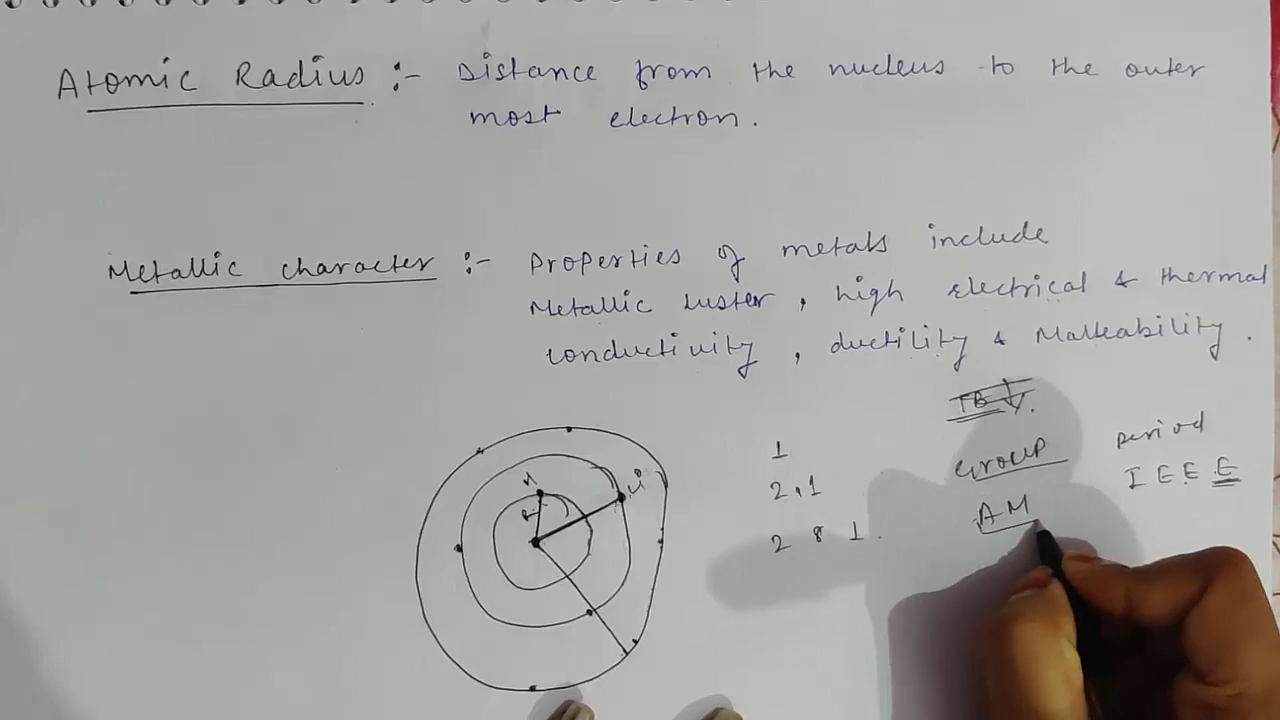 Atomic Radius :- Distance from the nucleus to the outer
most electron.
Metallic character :- Properties of metals include
Metallic Luster, high electrical & thermal
conductivity, ductility & Malleability.
TB ↓
1
2,1
2 8 1.
Group
AM
period
I E E E
H
R
Li